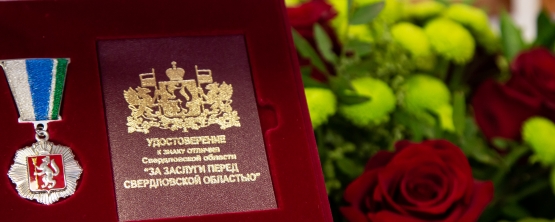 УДОСТОВЕРЕНИЕ
К ЗНАКУ ОТЛИЧИЯ
Свердловской области
"ЗА ЗАСЛУГИ ПЕРЕД
СВЕРДЛОВСКОЙ ОБЛАСТЬЮ"